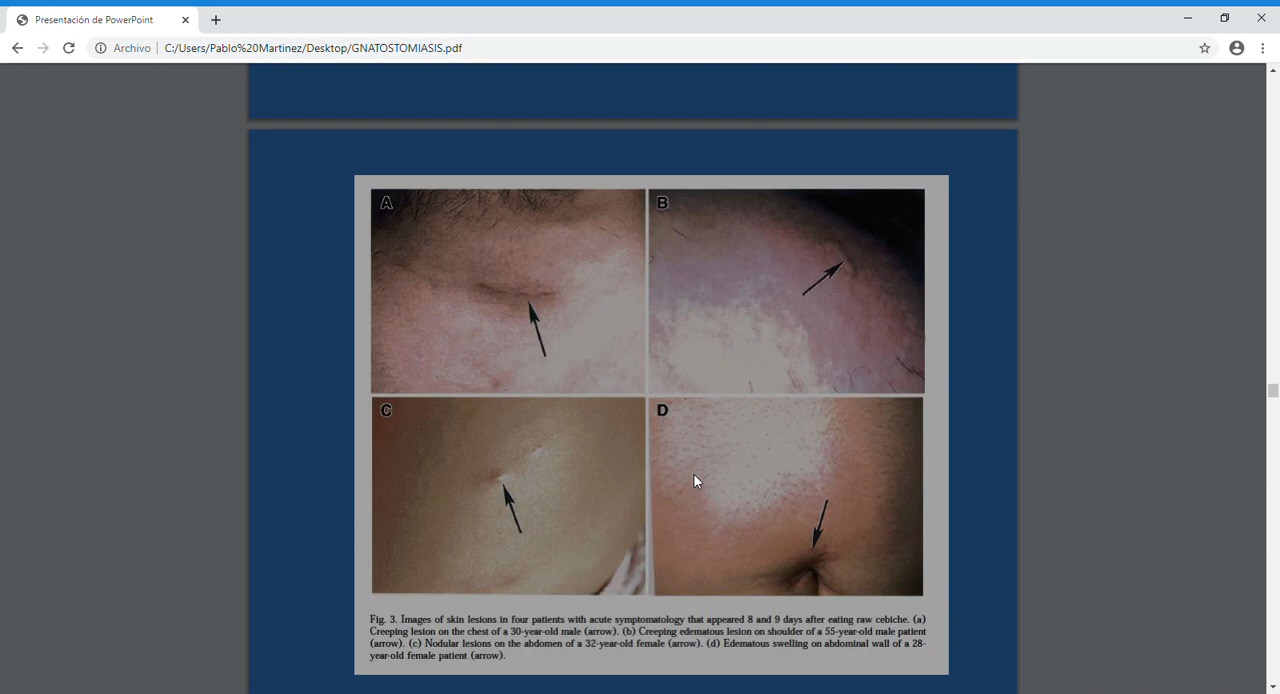 Presentación de PowerPoint
Archivo C:/Users/Pablo%20Martinez/Desktop/GNATOSTOMIASIS.pdf
A
B
C
D
Fig. 3. Images of skin lesions in four patients with acute symptomatology that appeared 8 and 9 days after eating raw cebiche. (a)
Creeping lesion on the chest of a 30-year-old male (arrow). (b) Creeping edematous lesion on shoulder of a 55-year-old male patient
(arrow). (c) Nodular lesions on the abdomen of a 32-year-old female (arrow). (d) Edematous swelling on abdominal wall of a 28-
year-old female patient (arrow).